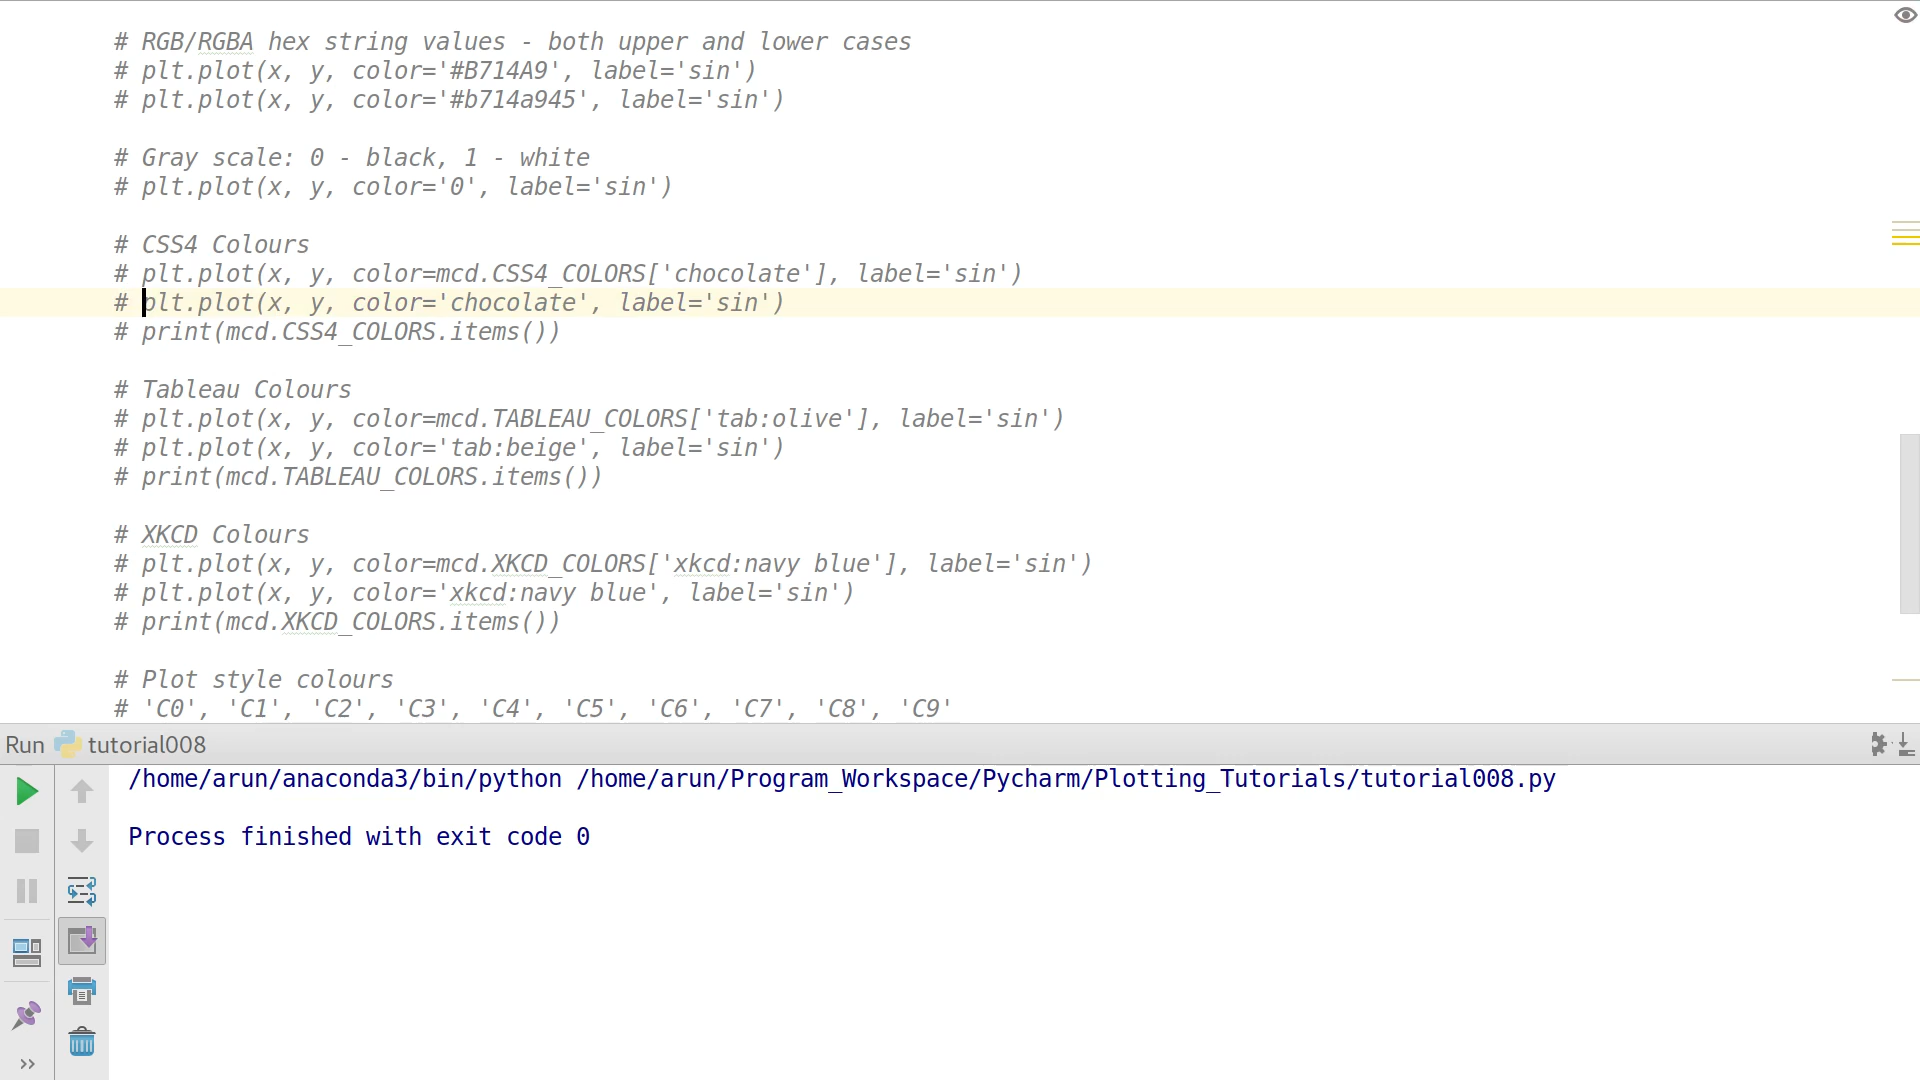 # RGB/RGBA hex string values - both upper and lower cases
# plt.plot(x, y, color='#B714A9', label='sin')
# plt.plot(x, y, color='#b714a945', label='sin')
# Gray scale: 0 - black, 1 - white
# plt.plot(x, y, color='0', label='sin')
# CSS4 Colours
# plt.plot(x, y, color=mcd.CSS4_COLORS['chocolate'], label='sin')
# plt.plot(x, y, color='chocolate', label='sin')
# print(mcd.CSS4_COLORS.items())
# Tableau Colours
# plt.plot(x, y, color=mcd.TABLEAU_COLORS['tab:olive'], label='sin')
# plt.plot(x, y, color='tab:beige', label='sin')
# print(mcd.TABLEAU_COLORS.items())
# XKCD Colours
# plt.plot(x, y, color=mcd.XKCD_COLORS['xkcd:navy blue'], label='sin')
# plt.plot(x, y, color='xkcd:navy blue', label='sin')
# print(mcd.XKCD_COLORS.items())
# Plot style colours
# 'C0', 'C1', 'C2', 'C3', 'C4', 'C5', 'C6', 'C7', 'C8', 'C9'
Run tutorial008
/home/arun/anaconda3/bin/python /home/arun/Program_Workspace/Pycharm/Plotting_Tutorials/tutorial008.py
Process finished with exit code 0